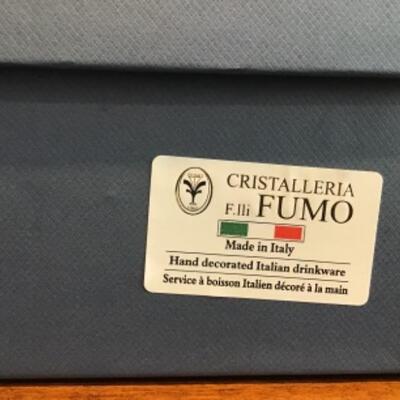 CRISTALLERIA
F.lli FUMO
Made in Italy
Hand decorated Italian drinkware
Service à boisson Italien décoré à la main